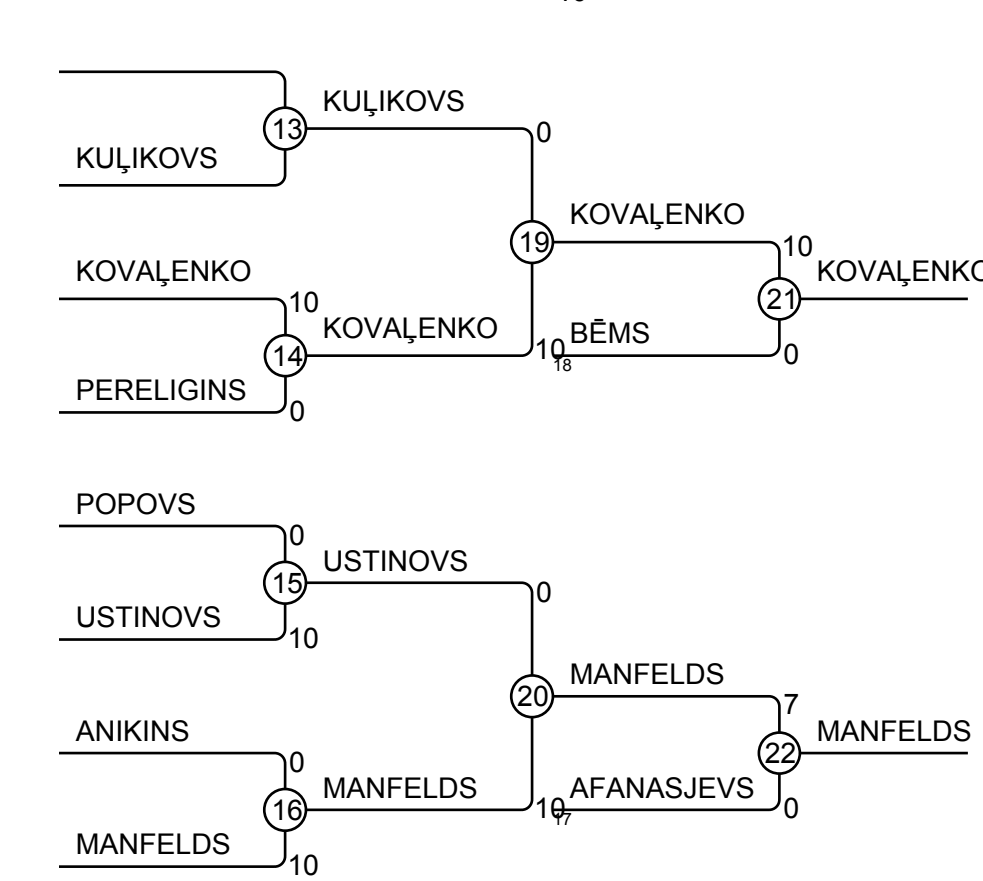 KUĻIKOVS
13
0
KUĻIKOVS
KOVAĻENKO
19
KOVAĻENKO
10
KOVAĻENKO
10
21
KOVAĻENKO
14
10
BĒMS
18
0
PERELIGINS
0
POPOVS
0
USTINOVS
15
0
USTINOVS
10
MANFELDS
20
7
ANIKINS
0
MANFELDS
22
MANFELDS
16
10
AFANASJEVS
17
0
MANFELDS
10